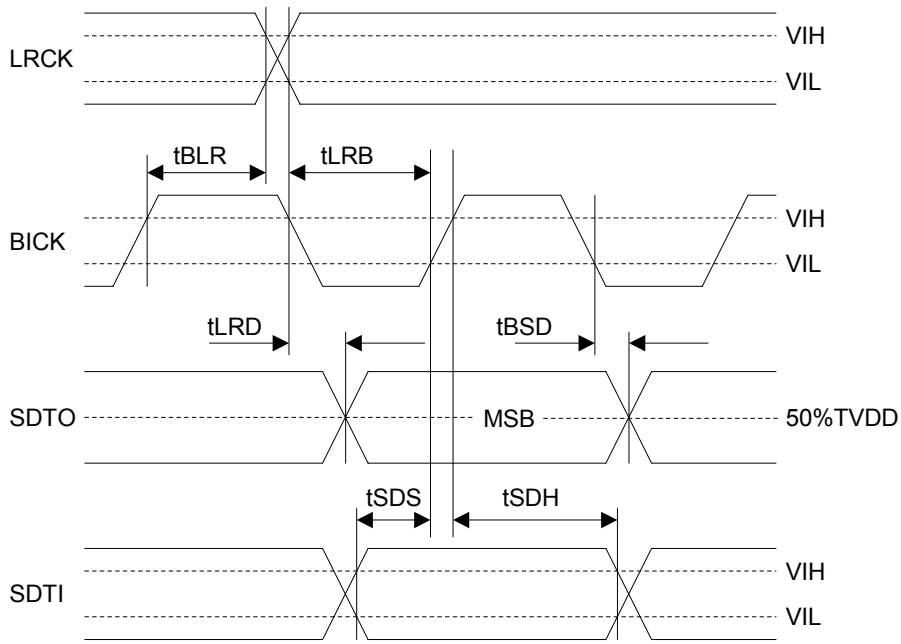 LRCK
VIH
VIL
tBLR
tLRB
BICK
VIH
VIL
tLRD
tBSD
SDTO
MSB
50%TVDD
tSDS
tSDH
SDTI
VIH
VIL